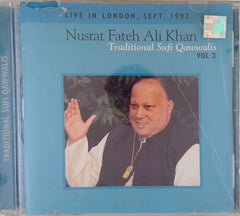 LIVE IN LONDON, SEPT. 1992
Nusrat Fateh Ali Khan
Traditional Sufi Qawwalis
VOL 2
TRADITIONAL SUFI QAWWALIS